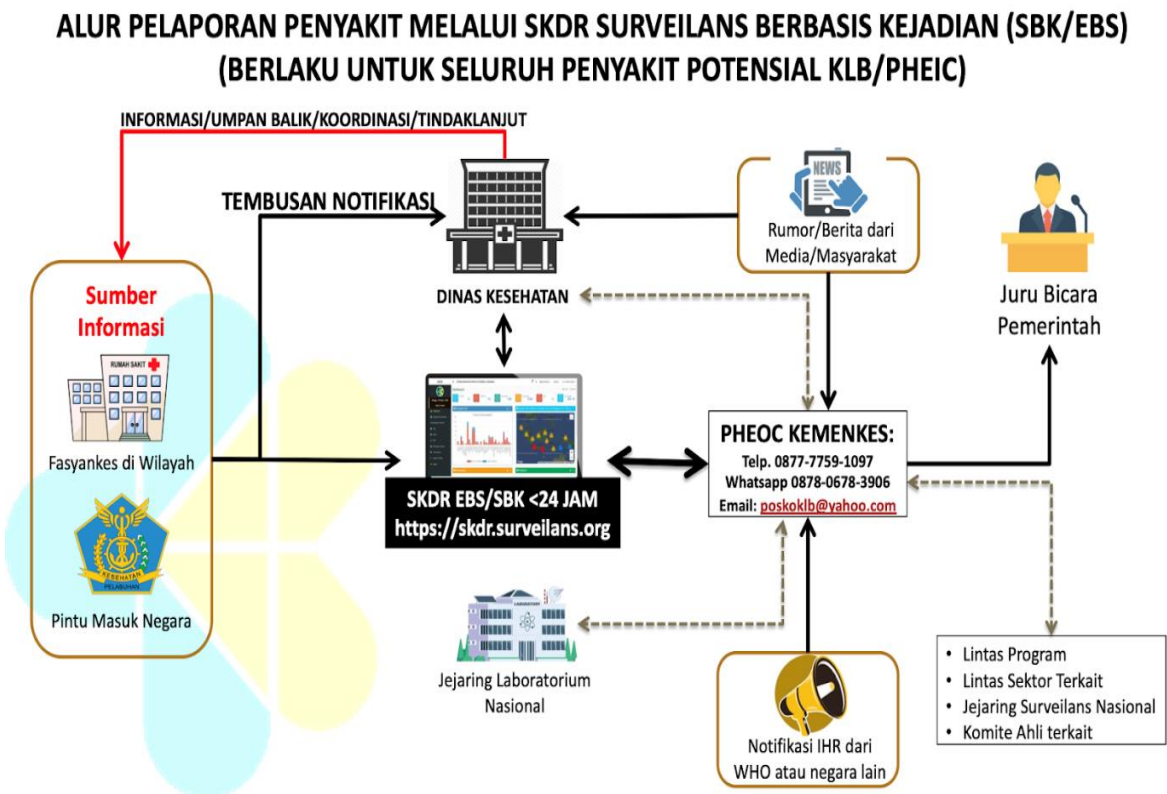 ALUR PELAPORAN PENYAKIT MELALUI SKDR SURVEILANS BERBASIS KEJADIAN (SBK/EBS)
(BERLAKU UNTUK SELURUH PENYAKIT POTENSIAL KLB/PHEIC)
INFORMASI/UMPAN BALIK/KOORDINASI/TINDAKLANJUT
TEMBUSAN NOTIFIKASI
DINAS KESEHATAN
NEWS
Rumor/Berita dari
Media/Masyarakat
Juru Bicara
Pemerintah
Sumber
Informasi
RUMAH SAKIT
Fasyankes di Wilayah
KESEHATAN
PELABUHAN
Pintu Masuk Negara
SKDR EBS/SBK <24 JAM
https://skdr.surveilans.org
PHEOC KEMENKES:
Telp. 0877-7759-1097
Whatsapp 0878-0678-3906
Email: poskoklb@yahoo.com
LABORATORY
Jejaring Laboratorium
Nasional
Notifikasi IHR dari
WHO atau negara lain
• Lintas Program
• Lintas Sektor Terkait
• Jejaring Surveilans Nasional
• Komite Ahli terkait